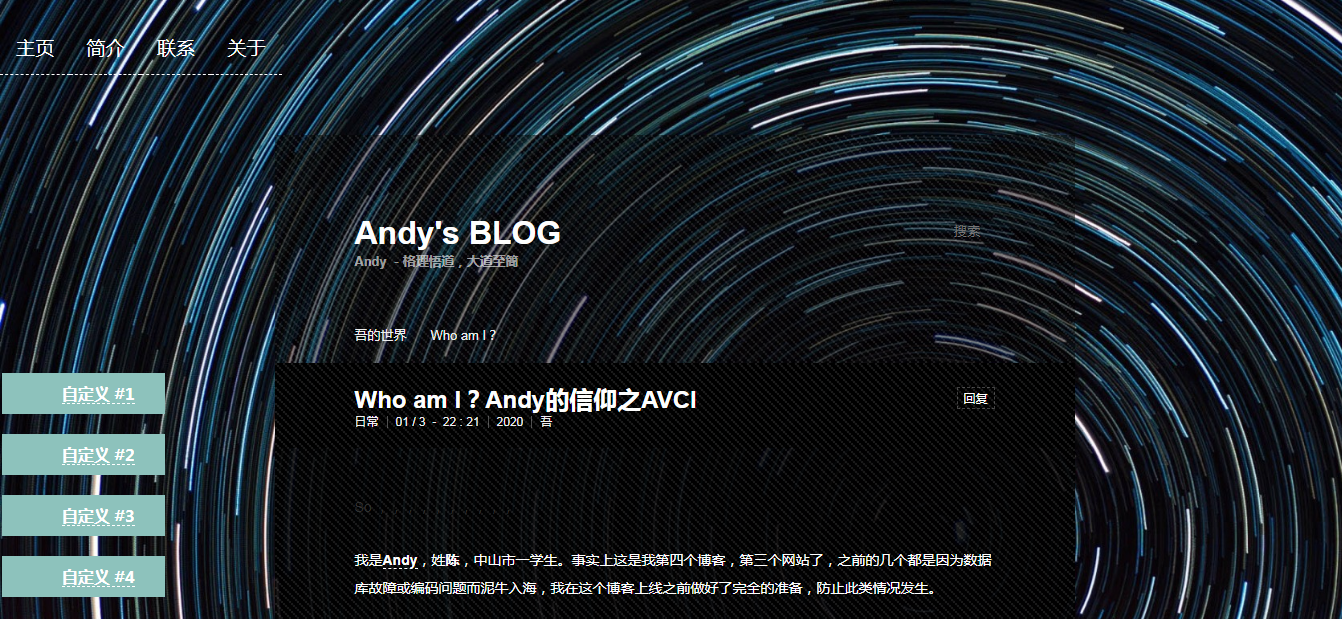 主页 简介 联系 关于
Andy's BLOG
搜索
Andy - 格理悟道，大道至简
吾的世界 Who am I ?
自定义 #1
自定义 #2
自定义 #3
自定义 #4
Who am I ? Andy的信仰之AVCI
回复
日常 | 01 / 3 - 22 : 21 | 2020 | 吾
So
我是Andy，姓陈，中山市一学生。事实上这是我第四个博客，第三个网站了，之前的几个都是因为数据
库故障或编码问题而泥牛入海，我在这个博客上线之前做好了完全的准备，防止此类情况发生。